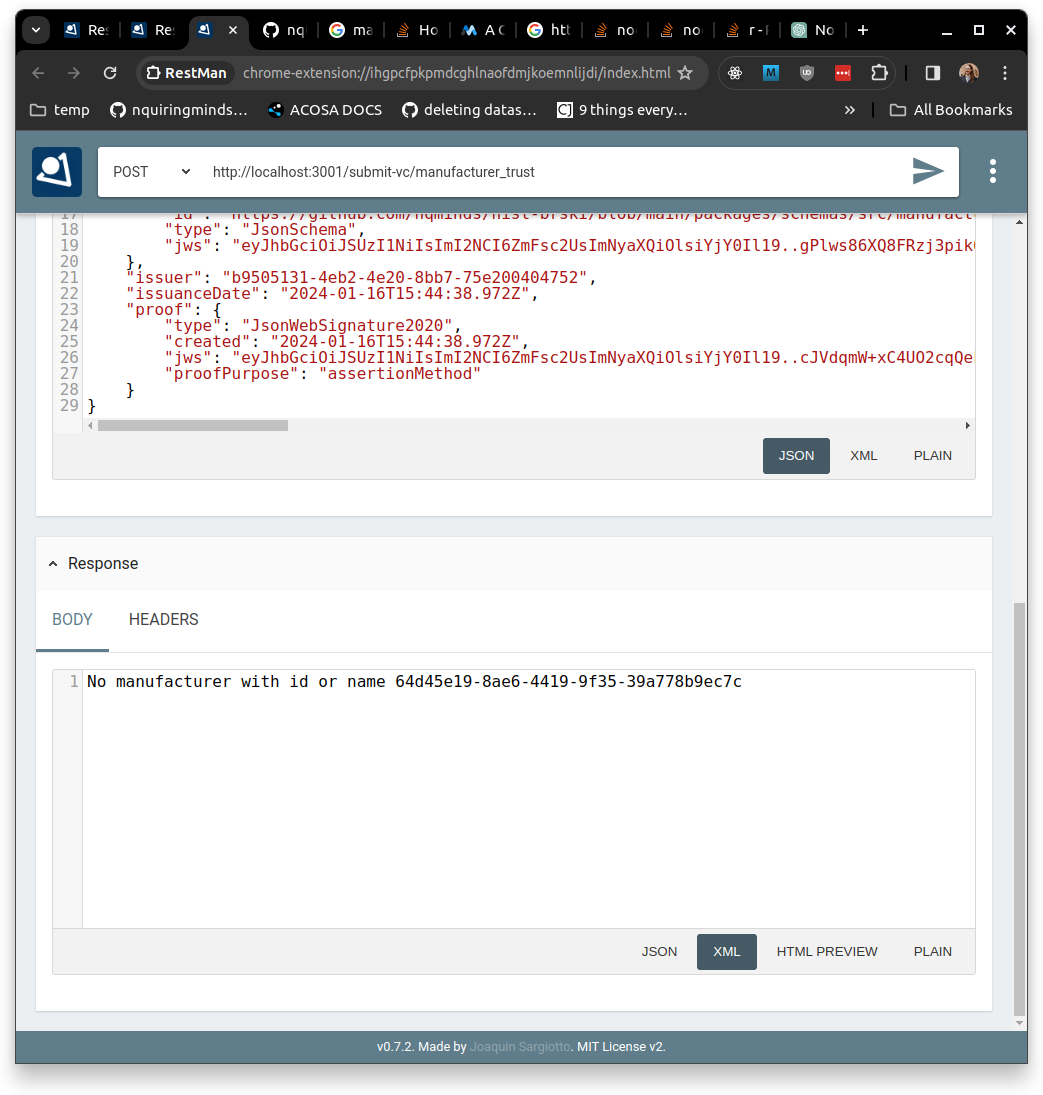 Res
Res
nq
ma
Ho
A C
htt
no
no
r - F
No
RestMan
chrome-extension://ihgpcfpkpmdcghlnaofdmjkoemnlijdi/index.html
temp
nquiringminds...
ACOSA DOCS
deleting datas...
9 things every...
»
All Bookmarks
POST
http://localhost:3001/submit-vc/manufacturer_trust
17 "id": "https://github.com/nqminds/nist-brski/blob/main/packages/schemas/src/manufact
18 "type": "JsonSchema",
19 "jws": "eyJhbGciOiJSUzI1NiIsImI2NCI6ZmFsc2UsImNyaXQiOlsiYjY0Il19..gPlws86XQ8FRzj3pik
20 },
21 "issuer": "b9505131-4eb2-4e20-8bb7-75e200404752",
22 "issuanceDate": "2024-01-16T15:44:38.972Z",
23 "proof": {
24 "type": "JsonWebSignature2020",
25 "created": "2024-01-16T15:44:38.972Z",
26 "jws": "eyJhbGciOiJSUzI1NiIsImI2NCI6ZmFsc2UsImNyaXQiOlsiYjY0Il19..cJVdqmW+xC4UO2cqQe
27 "proofPurpose": "assertionMethod"
28 }
29 }
JSON XML PLAIN
Response
BODY HEADERS
1 No manufacturer with id or name 64d45e19-8ae6-4419-9f35-39a778b9ec7c
JSON XML HTML PREVIEW PLAIN
v0.7.2. Made by Joaquin Sargiotto. MIT License v2.